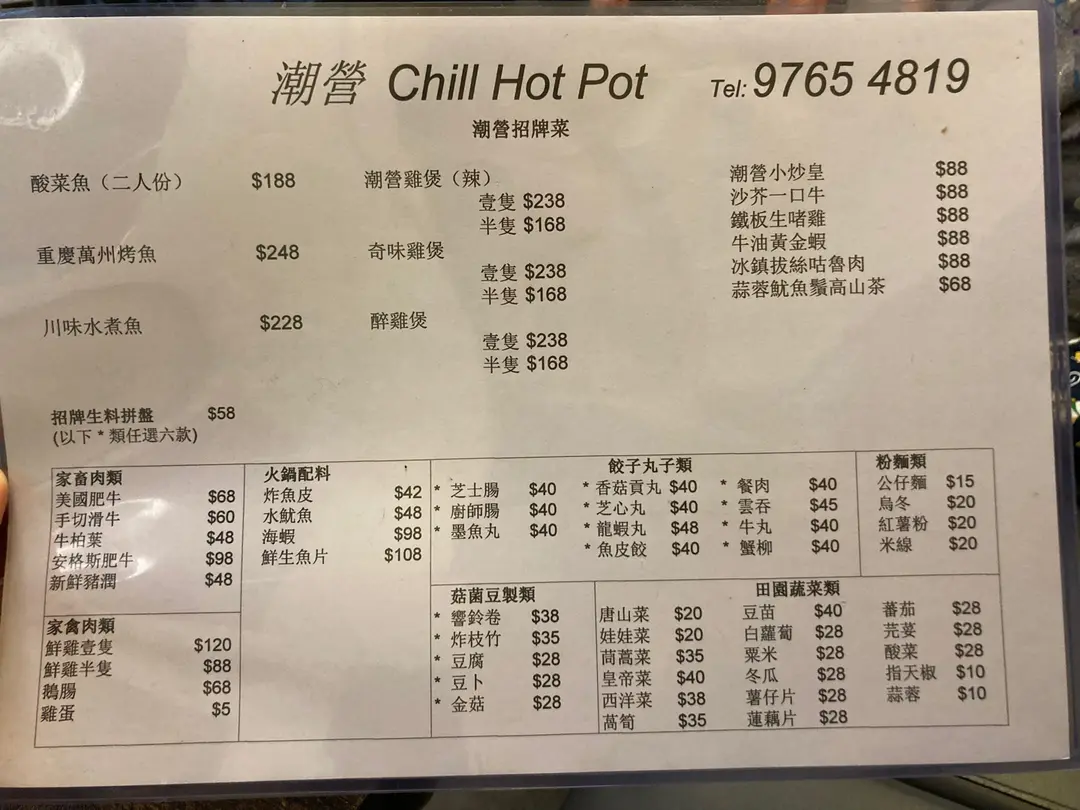 潮營 Chill Hot Pot Tel: 9765 4819
潮營招牌菜
酸菜魚（二人份） $188
重慶萬州烤魚 $248
川味水煮魚 $228
潮營雞煲（辣）
壹隻 $238
半隻 $168
奇味雞煲
壹隻 $238
半隻 $168
醉雞煲
壹隻 $238
半隻 $168
潮營小炒皇 $88
沙芥一口牛 $88
鐵板生啫雞 $88
牛油黃金蝦 $88
冰鎮拔絲咕魯肉 $88
蒜蓉魷魚鬚高山茶 $68
招牌生料拼盤 $58
(以下 * 類任選六款)
家畜肉類
美國肥牛 $68
手切滑牛 $60
牛柏葉 $48
安格斯肥牛 $98
新鮮豬潤 $48
家禽肉類
鮮雞壹隻 $120
鮮雞半隻 $88
鵝腸 $68
雞蛋 $5
火鍋配料
炸魚皮 $42
水魷魚 $48
海蝦 $98
鮮生魚片 $108
餃子丸子類
* 芝士腸 $40
* 廚師腸 $40
* 墨魚丸 $40
* 香菇貢丸 $40
* 芝心丸 $40
* 龍蝦丸 $48
* 魚皮餃 $40
* 餐肉 $40
* 雲吞 $45
* 牛丸 $40
* 蟹柳 $40
粉麵類
公仔麵 $15
烏冬 $20
紅薯粉 $20
米線 $20
菇菌豆製類
* 響鈴卷 $38
* 炸枝竹 $35
* 豆腐 $28
* 豆卜 $28
* 金菇 $28
田園蔬菜類
唐山菜 $20
娃娃菜 $20
茼蒿菜 $35
皇帝菜 $40
西洋菜 $38
萵筍 $35
豆苗 $40
白蘿蔔 $28
粟米 $28
冬瓜 $28
薯仔片 $28
蓮藕片 $28
蕃茄 $28
芫荽 $28
酸菜 $28
指天椒 $10
蒜蓉 $10